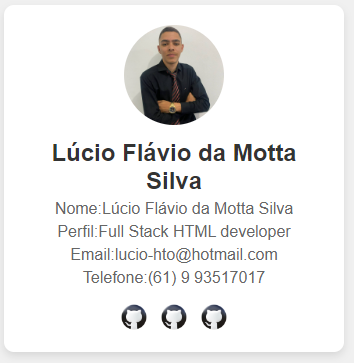 Lúcio Flávio da Motta
Silva
Nome:Lúcio Flávio da Motta Silva
Perfil:Full Stack HTML developer
Email:lucio-hto@hotmail.com
Telefone:(61) 9 93517017